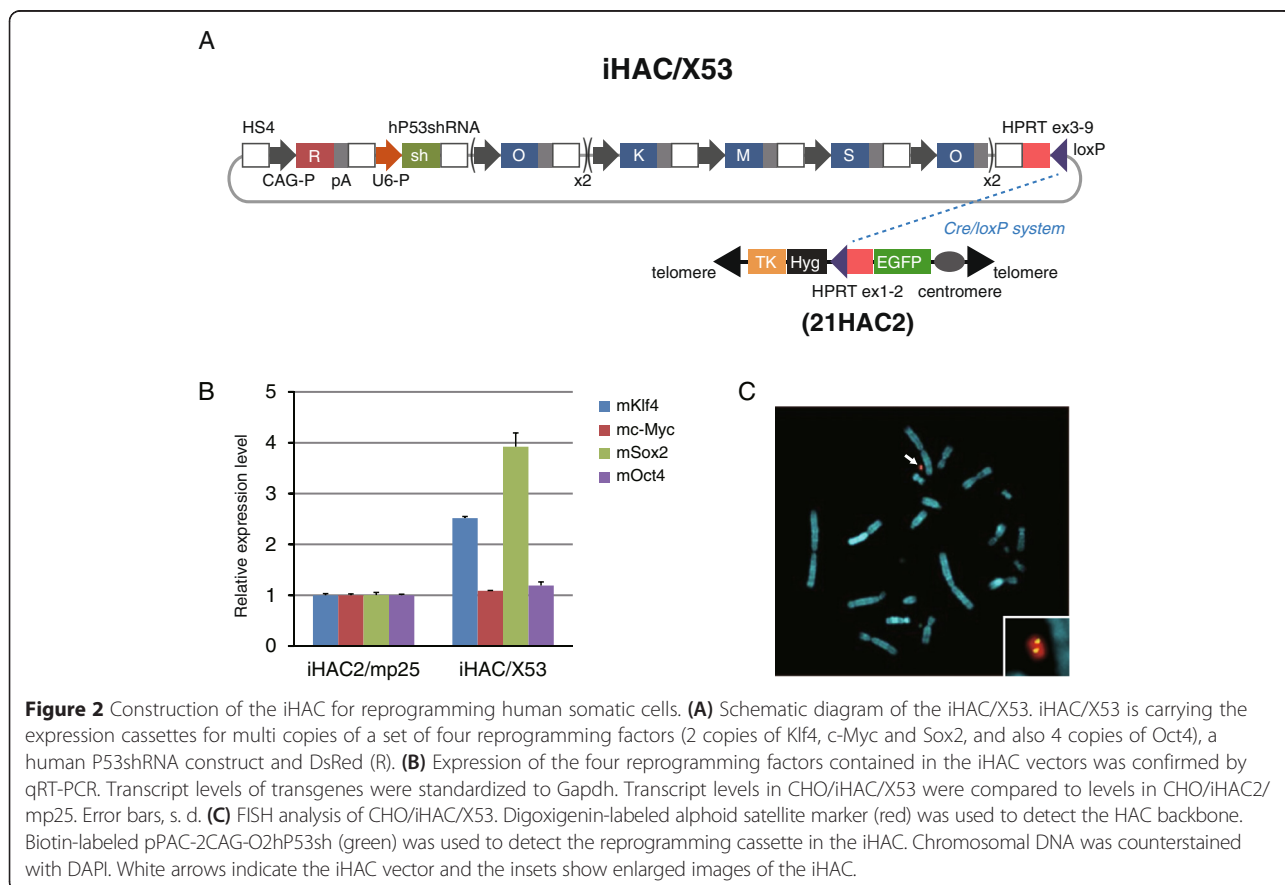 A
iHAC/X53
HS4
hP53shRNA
HPRT ex3-9
loxP
R
sh
O
K
M
S
O
CAG-P
pA
U6-P
x2
x2
Cre/loxP system
TK
Hyg
EGFP
telomere
telomere
HPRT ex1-2
centromere
(21HAC2)
B
Relative expression level
5
4
3
2
1
0
iHAC2/mp25
iHAC/X53
mKlf4
mc-Myc
mSox2
mOct4
C
Figure 2 Construction of the iHAC for reprogramming human somatic cells. (A) Schematic diagram of the iHAC/X53. iHAC/X53 is carrying the
expression cassettes for multi copies of a set of four reprogramming factors (2 copies of Klf4, c-Myc and Sox2, and also 4 copies of Oct4), a
human P53shRNA construct and DsRed (R). (B) Expression of the four reprogramming factors contained in the iHAC vectors was confirmed by
qRT-PCR. Transcript levels of transgenes were standardized to Gapdh. Transcript levels in CHO/iHAC/X53 were compared to levels in CHO/iHAC2/
mp25. Error bars, s. d. (C) FISH analysis of CHO/iHAC/X53. Digoxigenin-labeled alphoid satellite marker (red) was used to detect the HAC backbone.
Biotin-labeled pPAC-2CAG-O2hP53sh (green) was used to detect the reprogramming cassette in the iHAC. Chromosomal DNA was counterstained
with DAPI. White arrows indicate the iHAC vector and the insets show enlarged images of the iHAC.